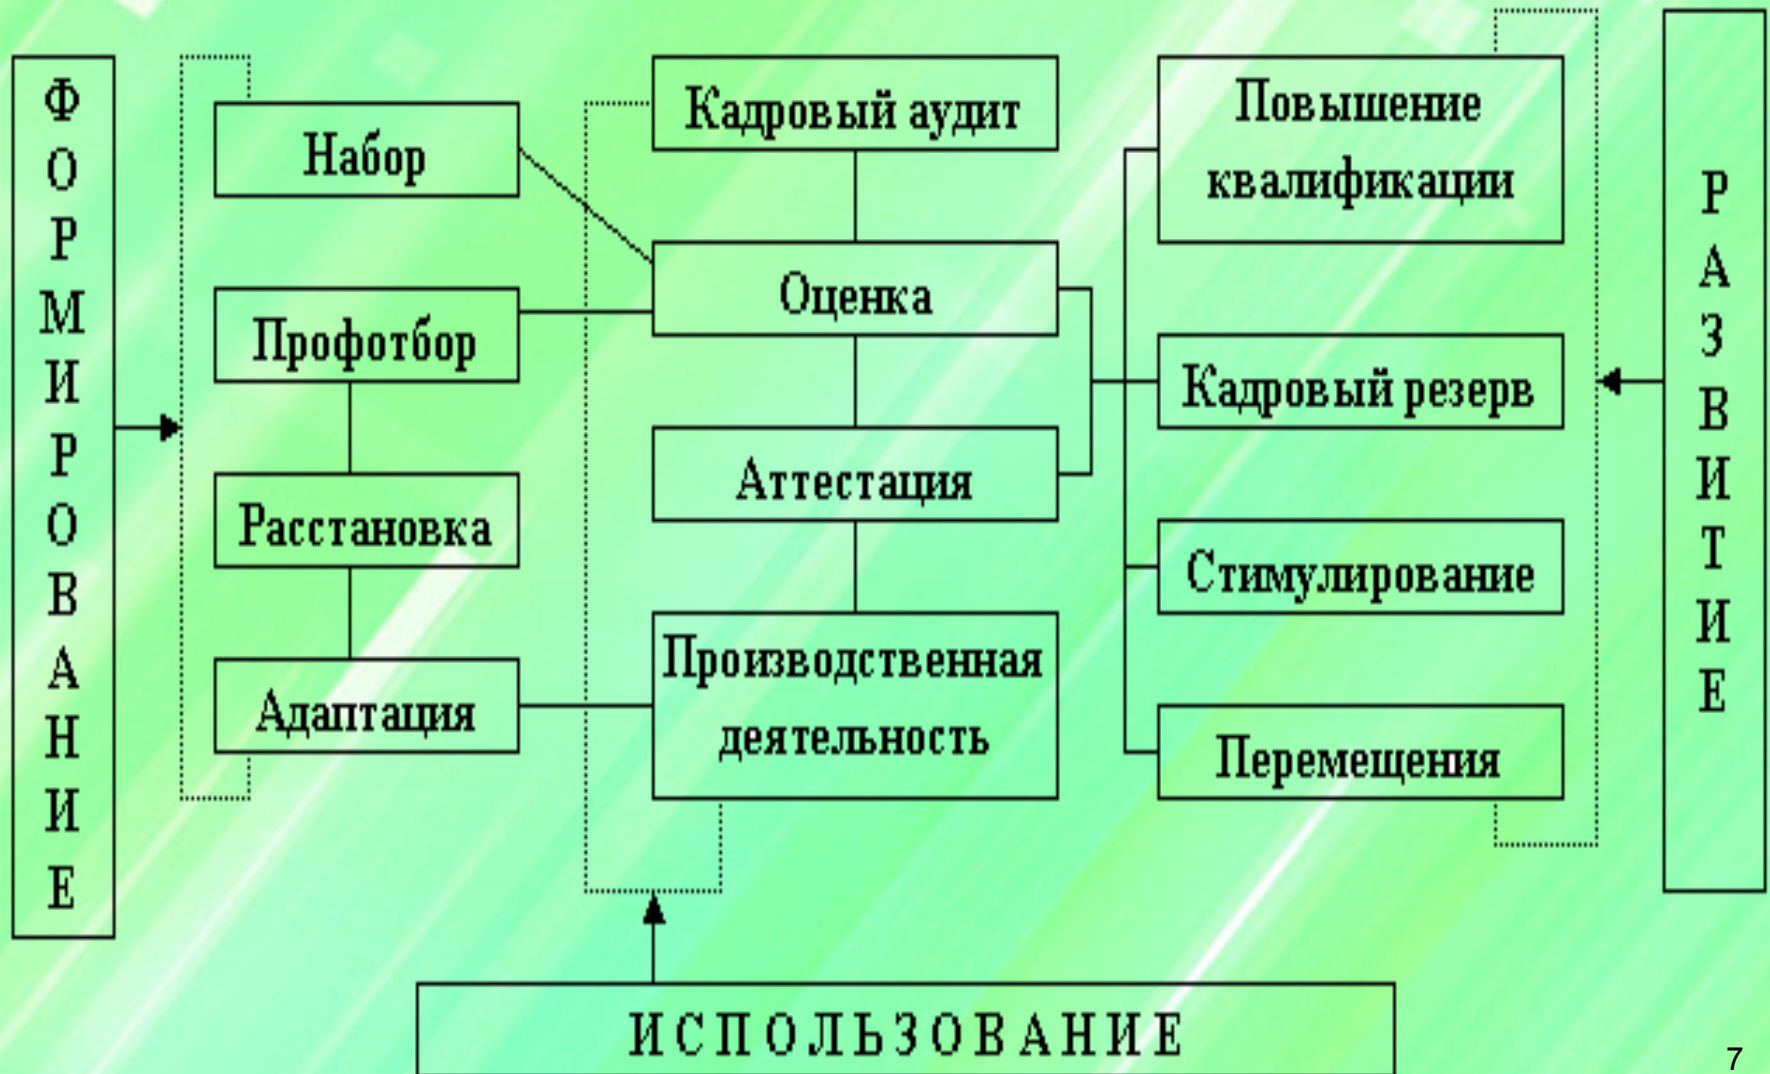 ФОРМИРОВАНИЕ
Набор
Профотбор
Расстановка
Адаптация
Кадровый аудит
Оценка
Аттестация
Производственная
деятельность
Повышение
квалификации
Кадровый резерв
Стимулирование
Перемещения
РАЗВИТИЕ
ИСПОЛЬЗОВАНИЕ
7